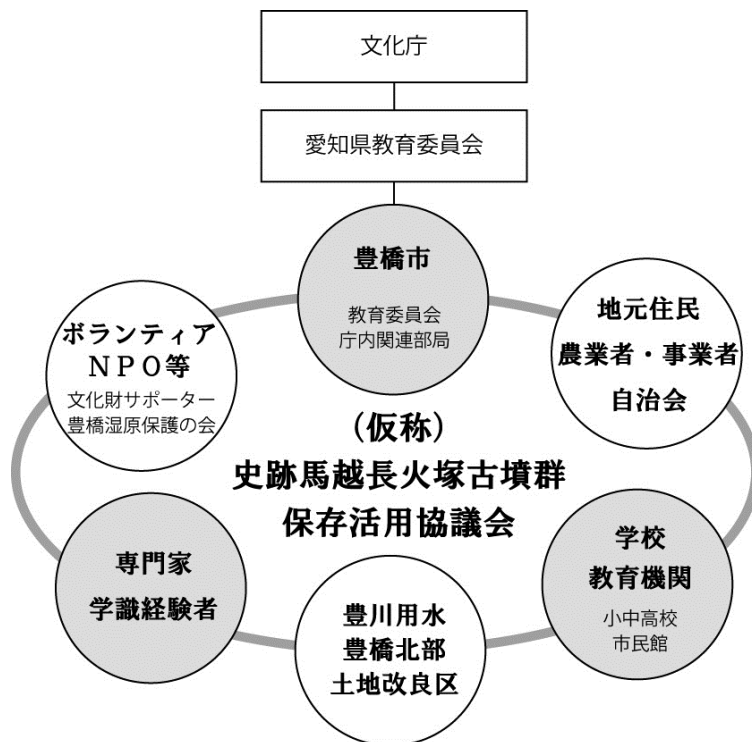 文化庁
愛知県教育委員会
豊橋市
教育委員会
庁内関連部局
ボランティア
ＮＰＯ等
文化財サポーター
豊橋湿原保護の会
地元住民
農業者・事業者
自治会
（仮称）
史跡馬越長火塚古墳群
保存活用協議会
専門家
学識経験者
豊川用水
豊橋北部
土地改良区
学校
教育機関
小中高校
市民館